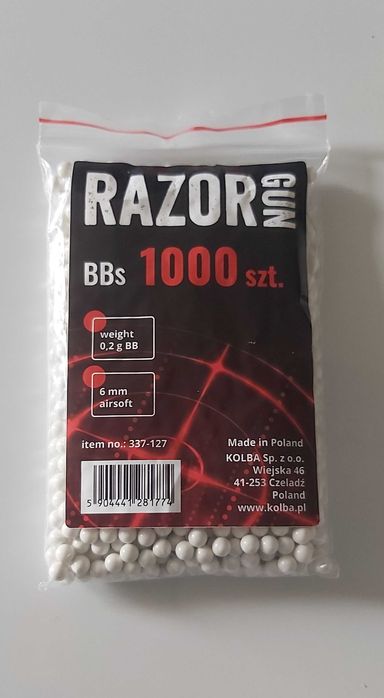 RAZOR GUN
BBs 1000 szt.
weight
0,2 g BB
6 mm
airsoft
item no.: 337-127
5 904441 281774
Made in Poland
KOLBA Sp. z o.o.
Wiejska 46
41-253 Czeladź
Poland
www.kolba.pl